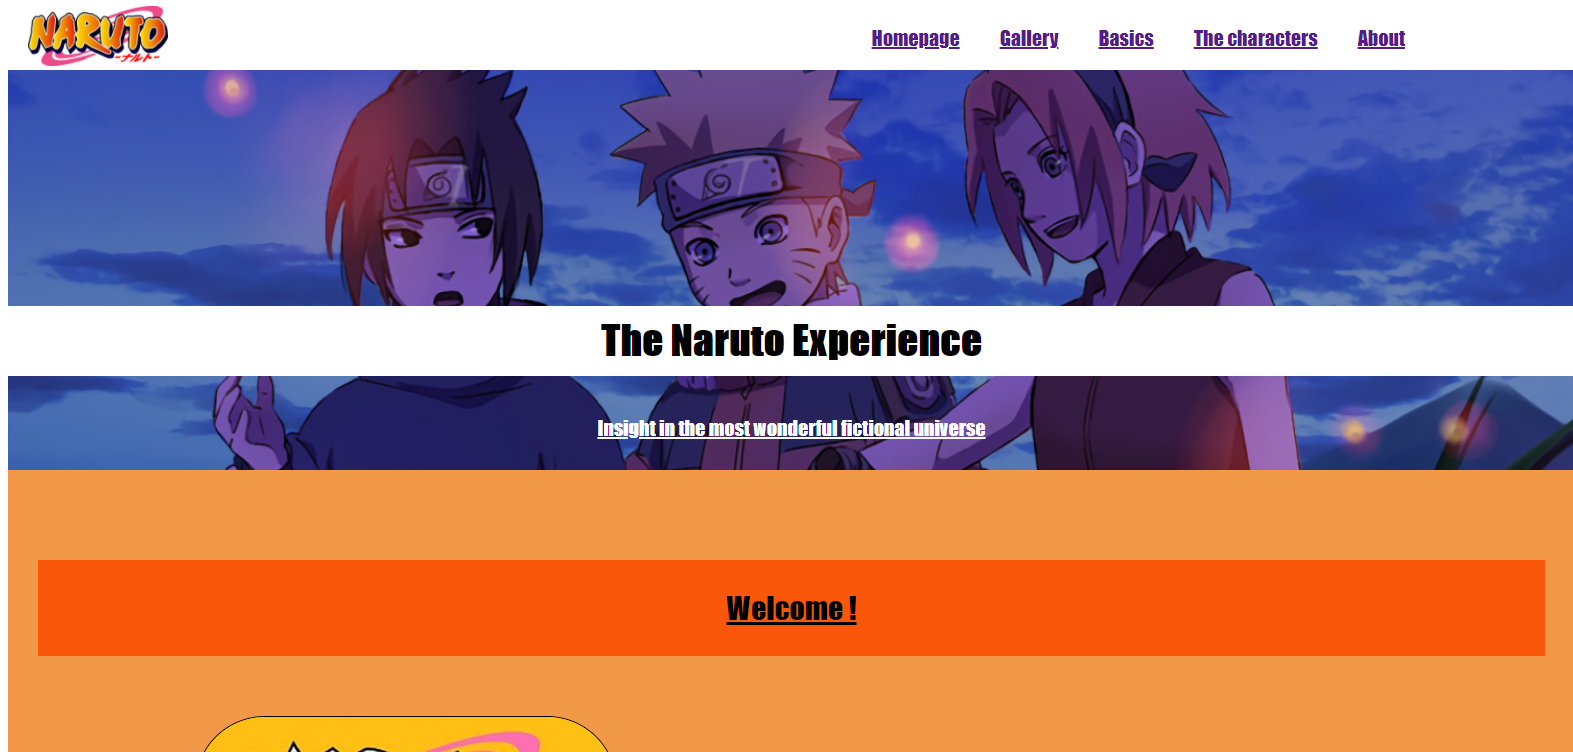 NARUTO
-ナルト-
Homepage Gallery Basics The characters About
The Naruto Experience
Insight in the most wonderful fictional universe
Welcome !